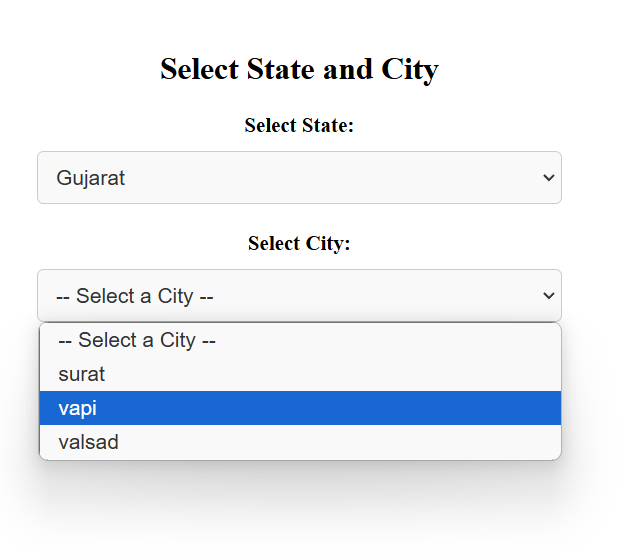 Select State and City
Select State:
Gujarat
Select City:
-- Select a City --
-- Select a City --
surat
vapi
valsad